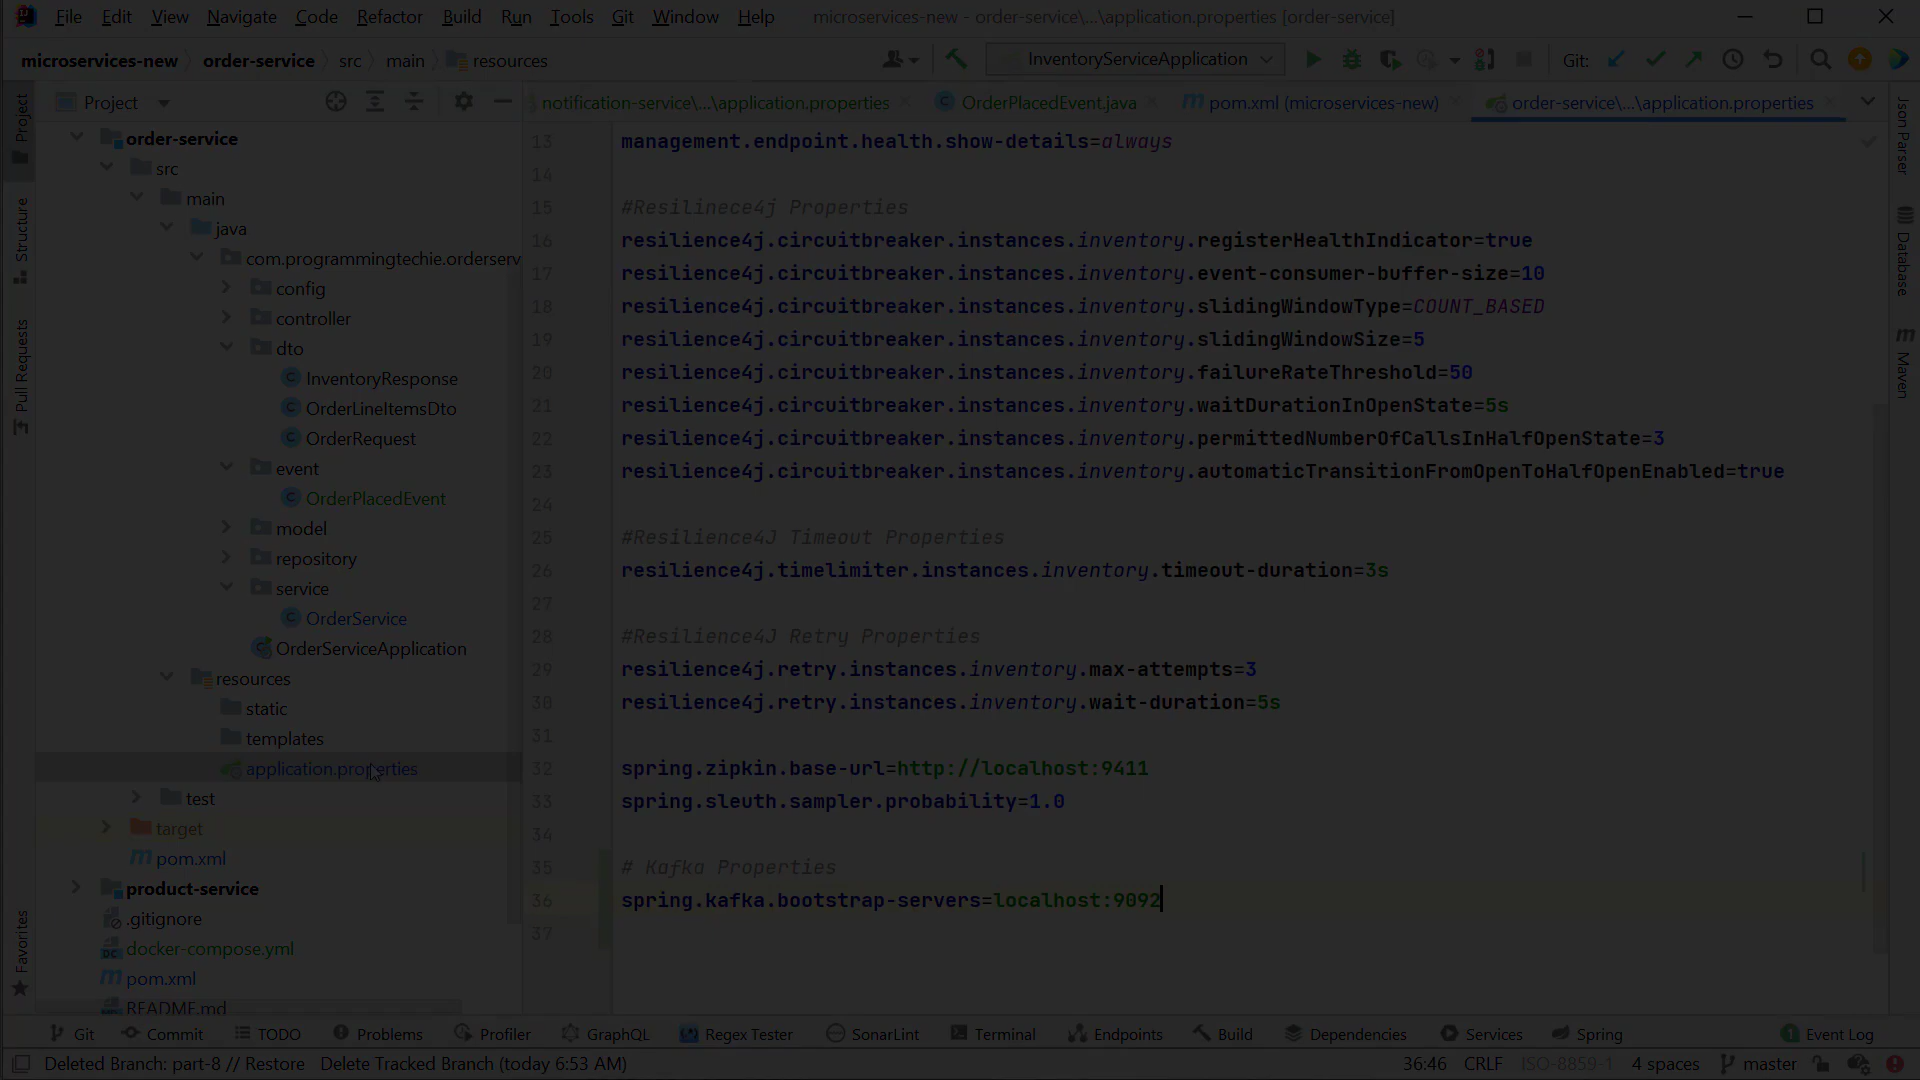 File Edit View Navigate Code Refactor Build Run Tools Git Window Help microservices-new - order-service\...\application.properties [order-service]
microservices-new order-service src main resources InventoryServiceApplication Git:
Project notification-service\...\application.properties OrderPlacedEvent.java pom.xml (microservices-new) order-service\...\application.properties
Project
Structure
Pull Requests
Favorites
order-service
src
main
java
com.programmingtechie.orderserv
config
controller
dto
InventoryResponse
OrderLineItemsDto
OrderRequest
event
OrderPlacedEvent
model
repository
service
OrderService
OrderServiceApplication
resources
static
templates
application.properties
test
target
pom.xml
product-service
.gitignore
docker-compose.yml
pom.xml
README.md
13 management.endpoint.health.show-details=always
14
15 #Resilinece4j Properties
16 resilience4j.circuitbreaker.instances.inventory.registerHealthIndicator=true
17 resilience4j.circuitbreaker.instances.inventory.event-consumer-buffer-size=10
18 resilience4j.circuitbreaker.instances.inventory.slidingWindowType=COUNT_BASED
19 resilience4j.circuitbreaker.instances.inventory.slidingWindowSize=5
20 resilience4j.circuitbreaker.instances.inventory.failureRateThreshold=50
21 resilience4j.circuitbreaker.instances.inventory.waitDurationInOpenState=5s
22 resilience4j.circuitbreaker.instances.inventory.permittedNumberOfCallsInHalfOpenState=3
23 resilience4j.circuitbreaker.instances.inventory.automaticTransitionFromOpenToHalfOpenEnabled=true
24
25 #Resilience4J Timeout Properties
26 resilience4j.timelimiter.instances.inventory.timeout-duration=3s
27
28 #Resilience4J Retry Properties
29 resilience4j.retry.instances.inventory.max-attempts=3
30 resilience4j.retry.instances.inventory.wait-duration=5s
31
32 spring.zipkin.base-url=http://localhost:9411
33 spring.sleuth.sampler.probability=1.0
34
35 # Kafka Properties
36 spring.kafka.bootstrap-servers=localhost:9092
37
Json Parser
Database
Maven
Git Commit TODO Problems Profiler GraphQL Regex Tester SonarLint Terminal Endpoints Build Dependencies Services Spring 1 Event Log
Deleted Branch: part-8 // Restore Delete Tracked Branch (today 6:53 AM) 36:46 CRLF ISO-8859-1 4 spaces master